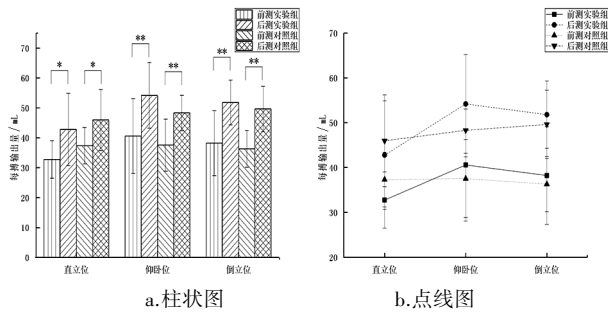 前测实验组
后测实验组
前测对照组
后测对照组
* * ** ** ** **
每搏输出量/mL
70
60
50
40
30
20
10
0
直立位 仰卧位 倒立位
a.柱状图
前测实验组
后测实验组
前测对照组
后测对照组
每搏输出量/mL
70
60
50
40
30
20
直立位 仰卧位 倒立位
b.点线图